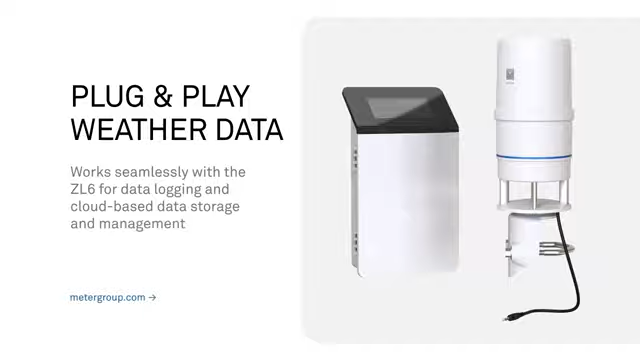 PLUG & PLAY
WEATHER DATA
Works seamlessly with the
ZL6 for data logging and
cloud-based data storage
and management
metergroup.com →